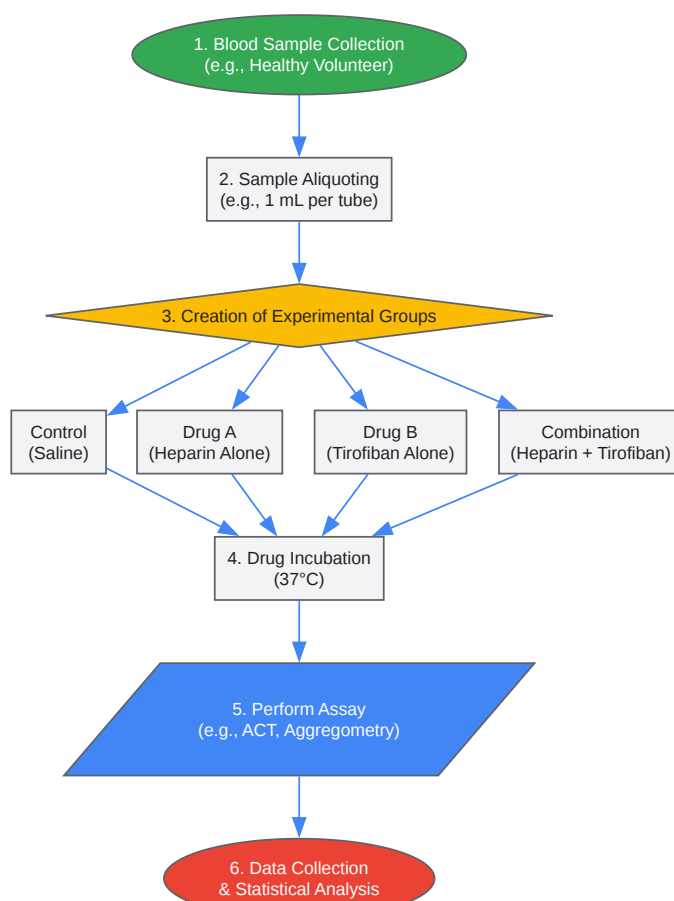 1. Blood Sample Collection
(e.g., Healthy Volunteer)
2. Sample Aliquoting
(e.g., 1 mL per tube)
3. Creation of Experimental Groups
Control
(Saline)
Drug A
(Heparin Alone)
Drug B
(Tirofiban Alone)
Combination
(Heparin + Tirofiban)
4. Drug Incubation
(37°C)
5. Perform Assay
(e.g., ACT, Aggregometry)
6. Data Collection
& Statistical Analysis